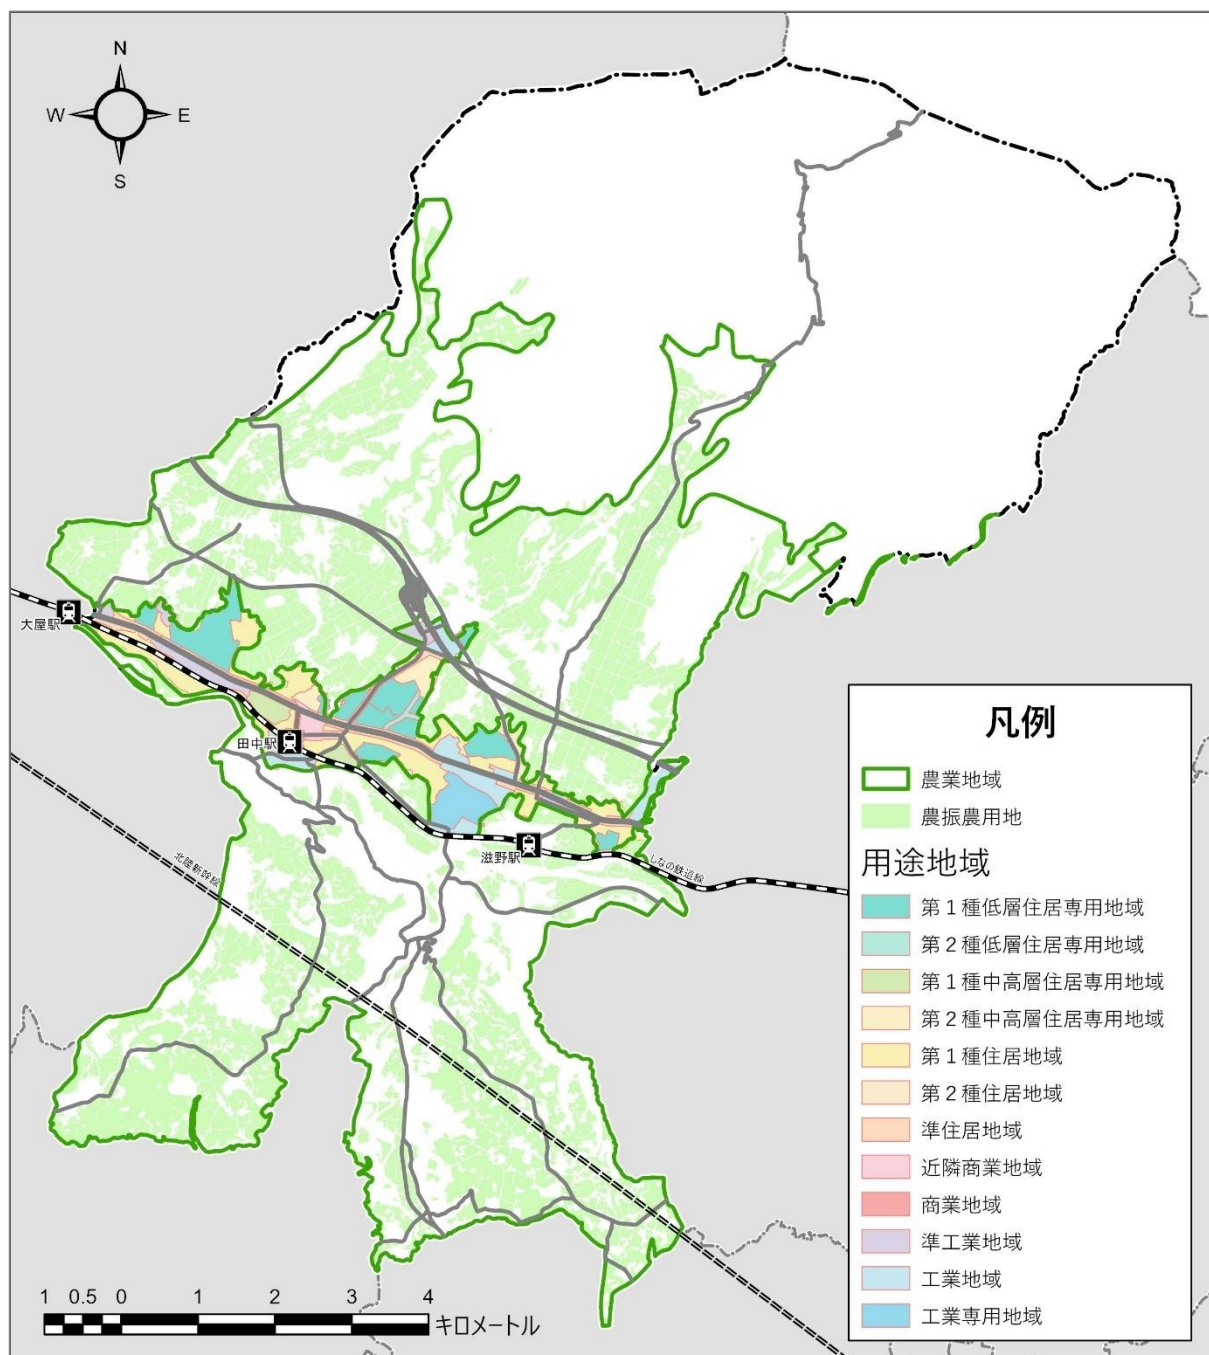 N
W
E
S
大屋駅
田中駅
滋野駅
しなの鉄道線
北陸新幹線
凡例
農業地域
農振農用地
用途地域
第１種低層住居専用地域
第２種低層住居専用地域
第１種中高層住居専用地域
第２種中高層住居専用地域
第１種住居地域
第２種住居地域
準住居地域
近隣商業地域
商業地域
準工業地域
工業地域
工業専用地域
1 0.5 0 1 2 3 4
キロメートル